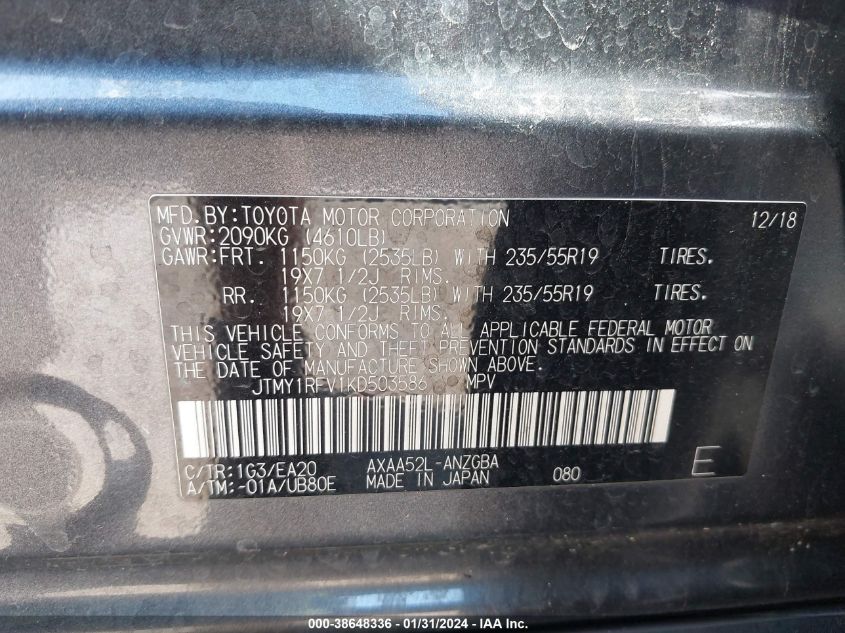 MFD.BY:TOYOTA MOTOR CORPORATION 12/18
GVWR:2090KG (4610LB)
GAWR:FRT. 1150KG (2535LB) WITH 235/55R19 TIRES.
19X7 1/2J RIMS.
RR. 1150KG (2535LB) WITH 235/55R19 TIRES.
19X7 1/2J RIMS.
THIS VEHICLE CONFORMS TO ALL APPLICABLE FEDERAL MOTOR
VEHICLE SAFETY AND THEFT PREVENTION STANDARDS IN EFFECT ON
THE DATE OF MANUFACTURE SHOWN ABOVE.
JTMY1RFV1KD503586 MPV
C/TR:1G3/EA20 AXAA52L-ANZGBA
A/TM:-01A/UB80E MADE IN JAPAN 080 E
000-38648336 - 01/31/2024 - IAA Inc.